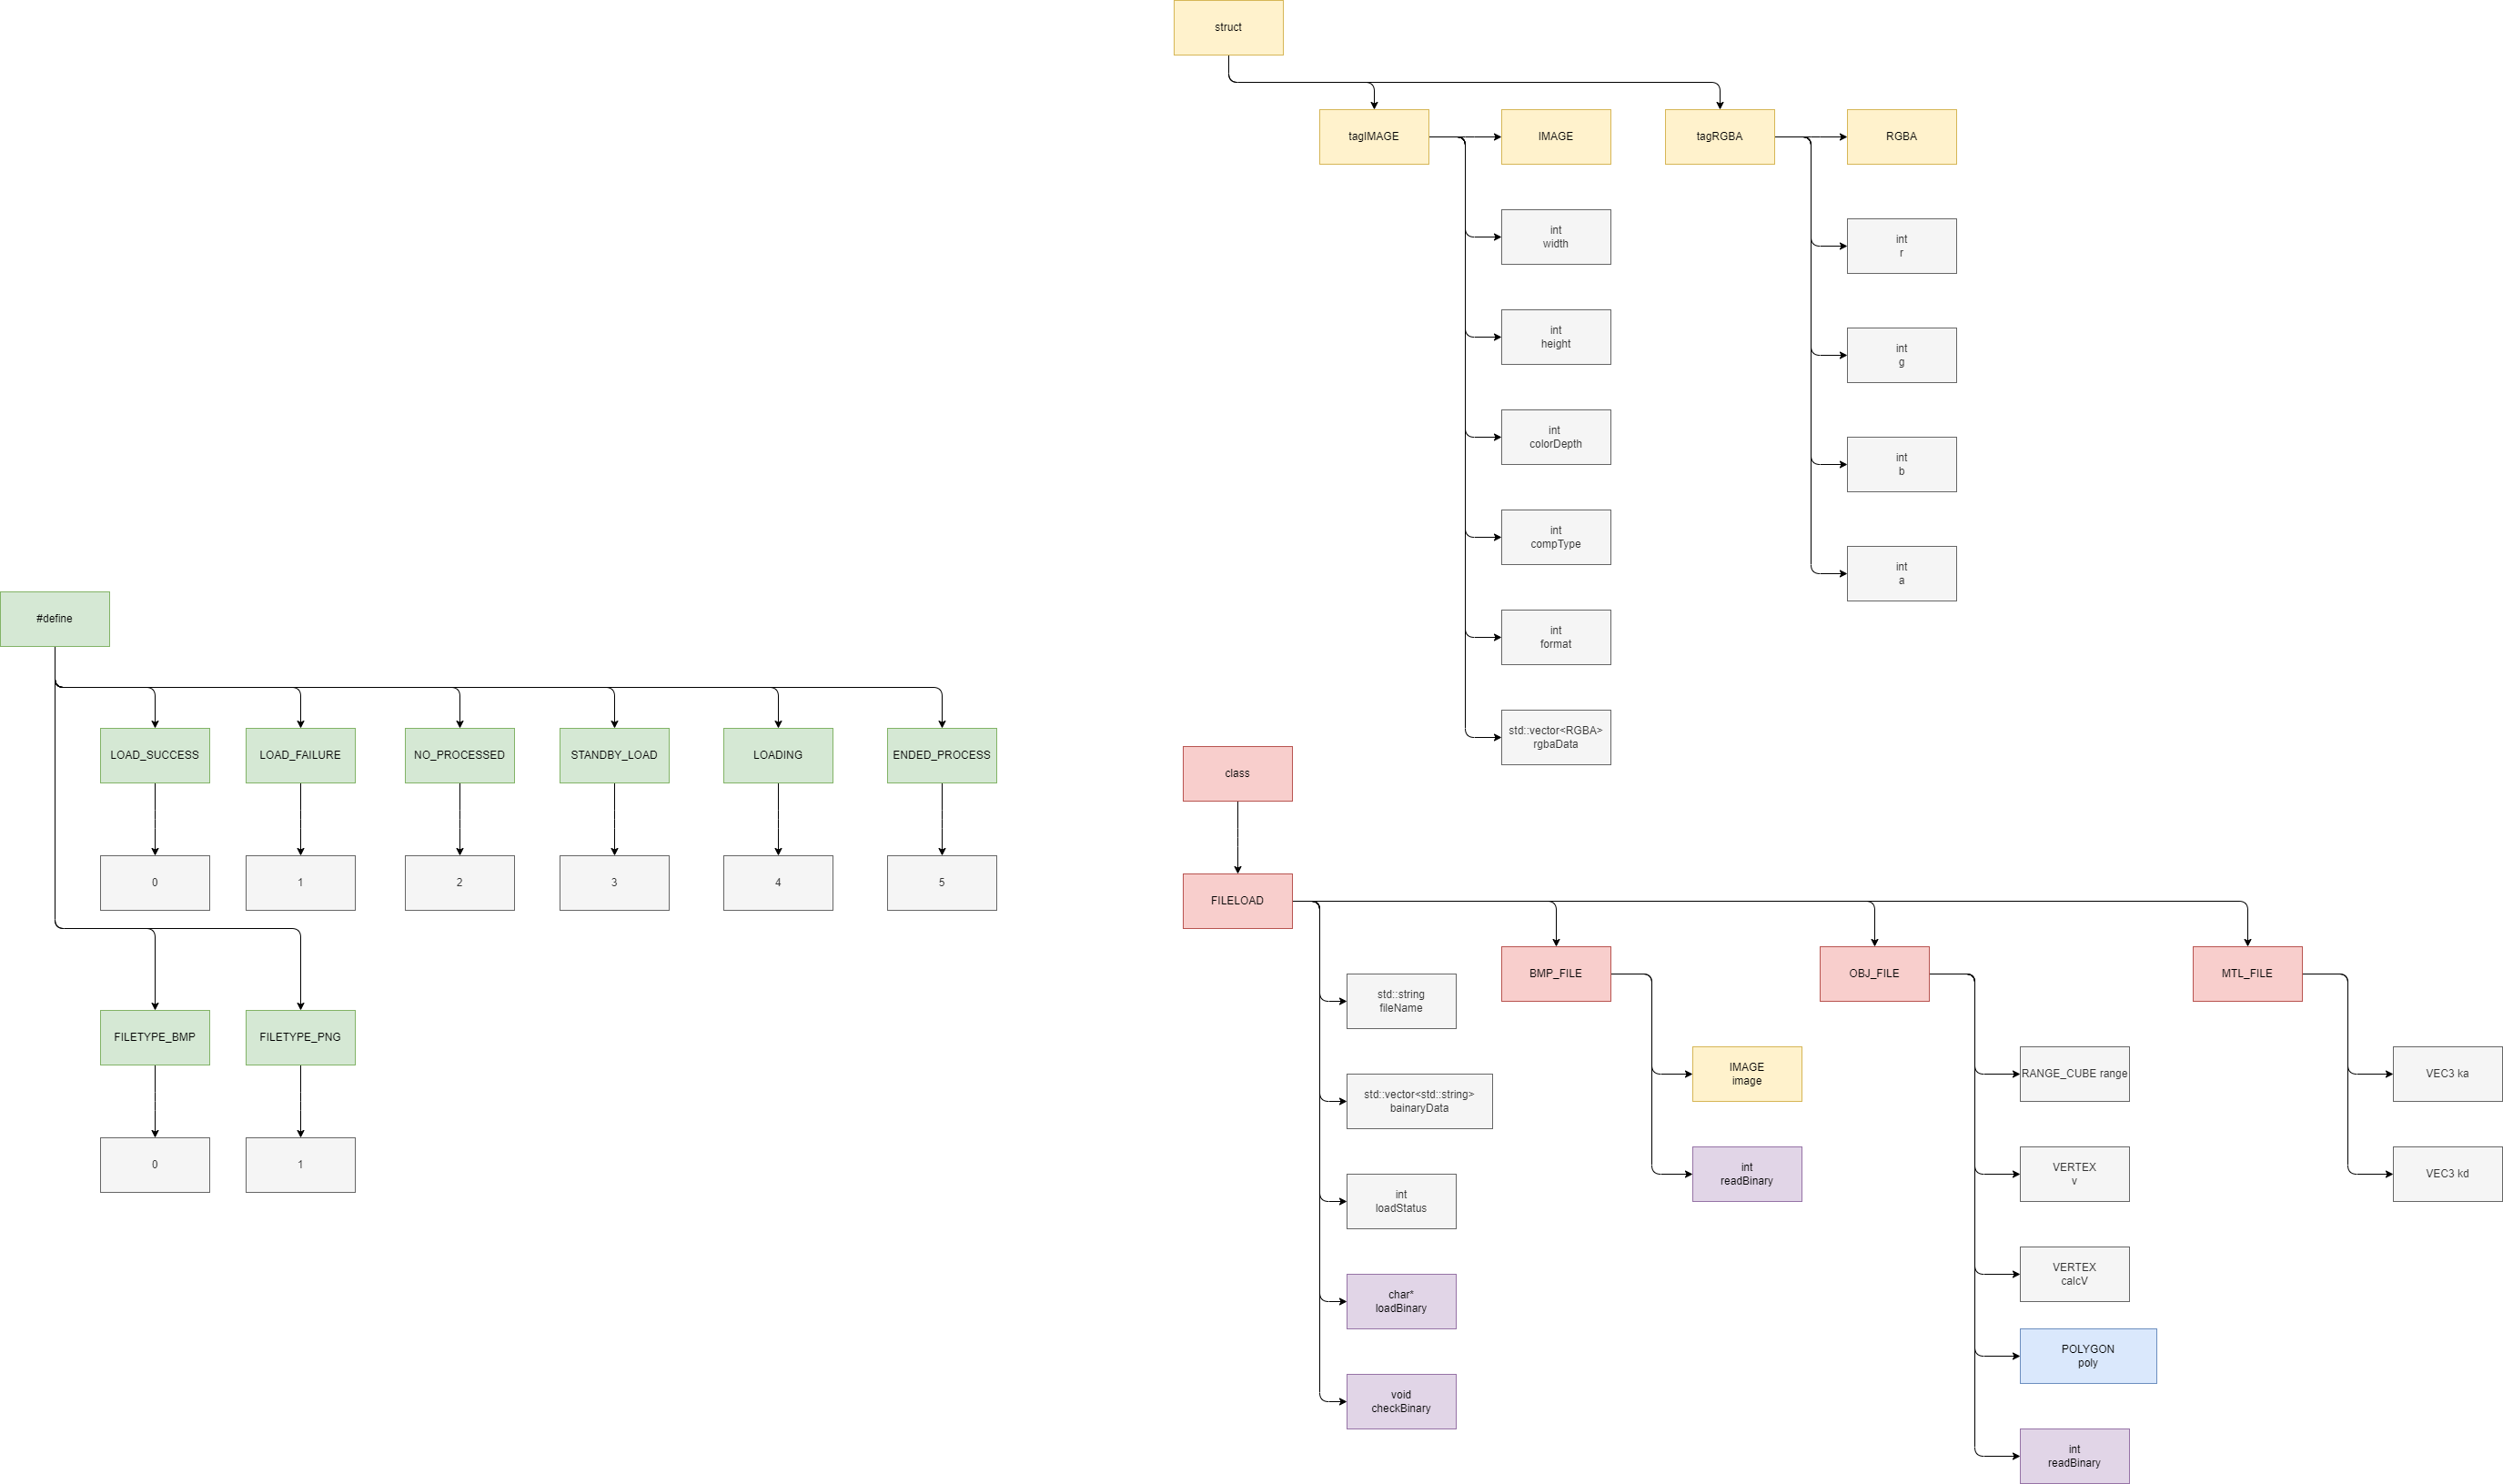 struct
tagIMAGE
IMAGE
tagRGBA
RGBA
int
width
int
r
int
height
int
g
int
colorDepth
int
b
int
compType
int
a
int
format
std::vector<RGBA>
rgbaData
#define
LOAD_SUCCESS
LOAD_FAILURE
NO_PROCESSED
STANDBY_LOAD
LOADING
ENDED_PROCESS
0
1
2
3
4
5
FILETYPE_BMP
FILETYPE_PNG
0
1
class
FILELOAD
BMP_FILE
OBJ_FILE
MTL_FILE
std::string
fileName
std::vector<std::string>
bainaryData
int
loadStatus
char*
loadBinary
void
checkBinary
IMAGE
image
int
readBinary
RANGE_CUBE range
VERTEX
v
VERTEX
calcV
POLYGON
poly
int
readBinary
VEC3 ka
VEC3 kd